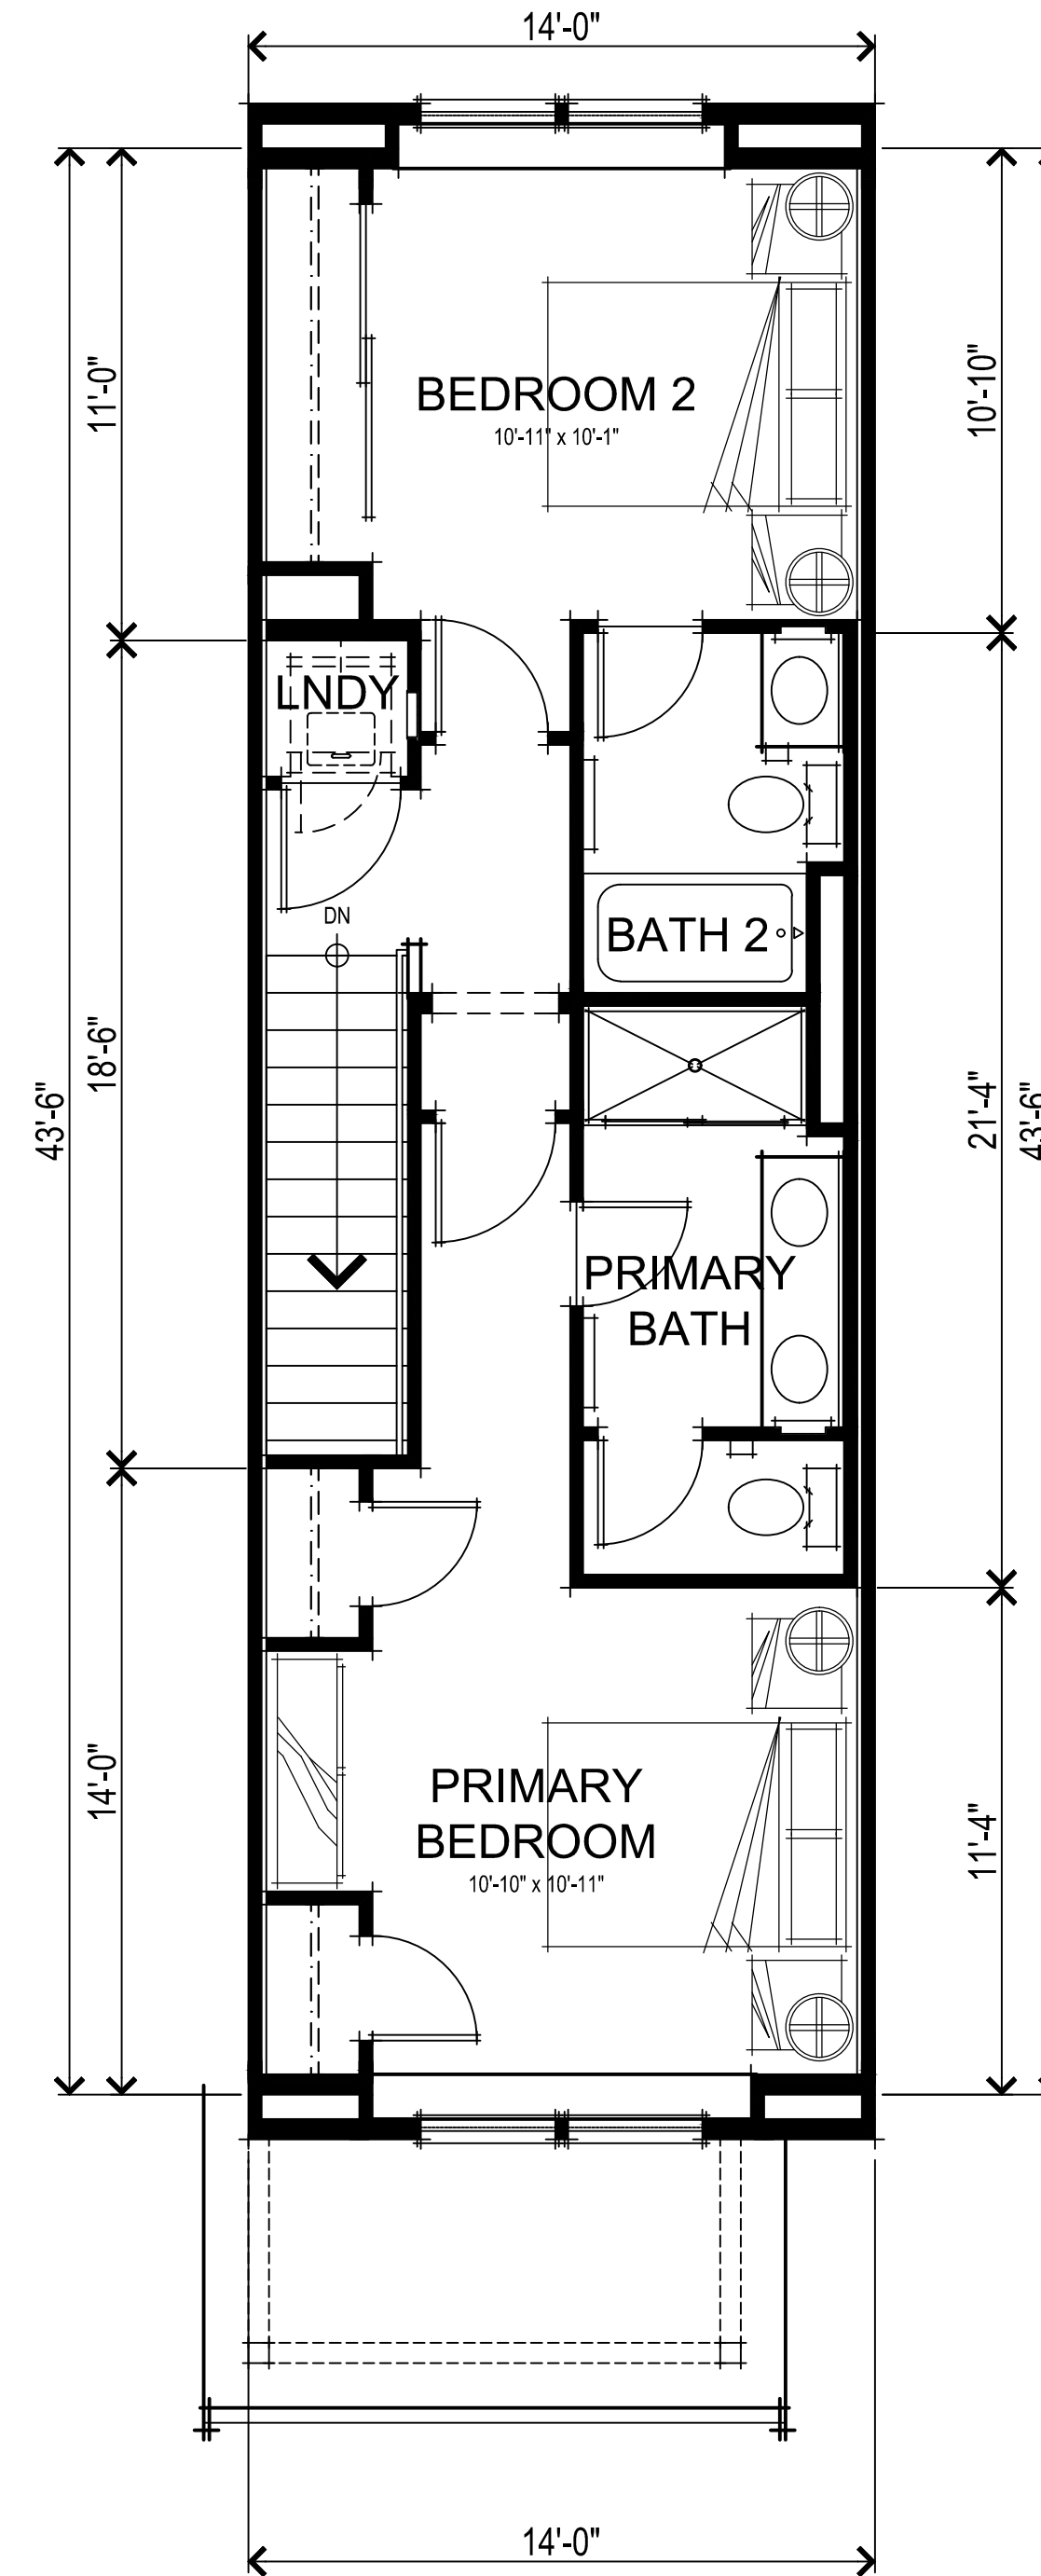 14'-0"
11'-0"
10'-10"
BEDROOM 2
10'-11" x 10'-1"
LNDY
DN
BATH 2
18'-6"
43'-6"
21'-4"
43'-6"
PRIMARY
BATH
14'-0"
PRIMARY
BEDROOM
10'-10" x 10'-11"
11'-4"
14'-0"